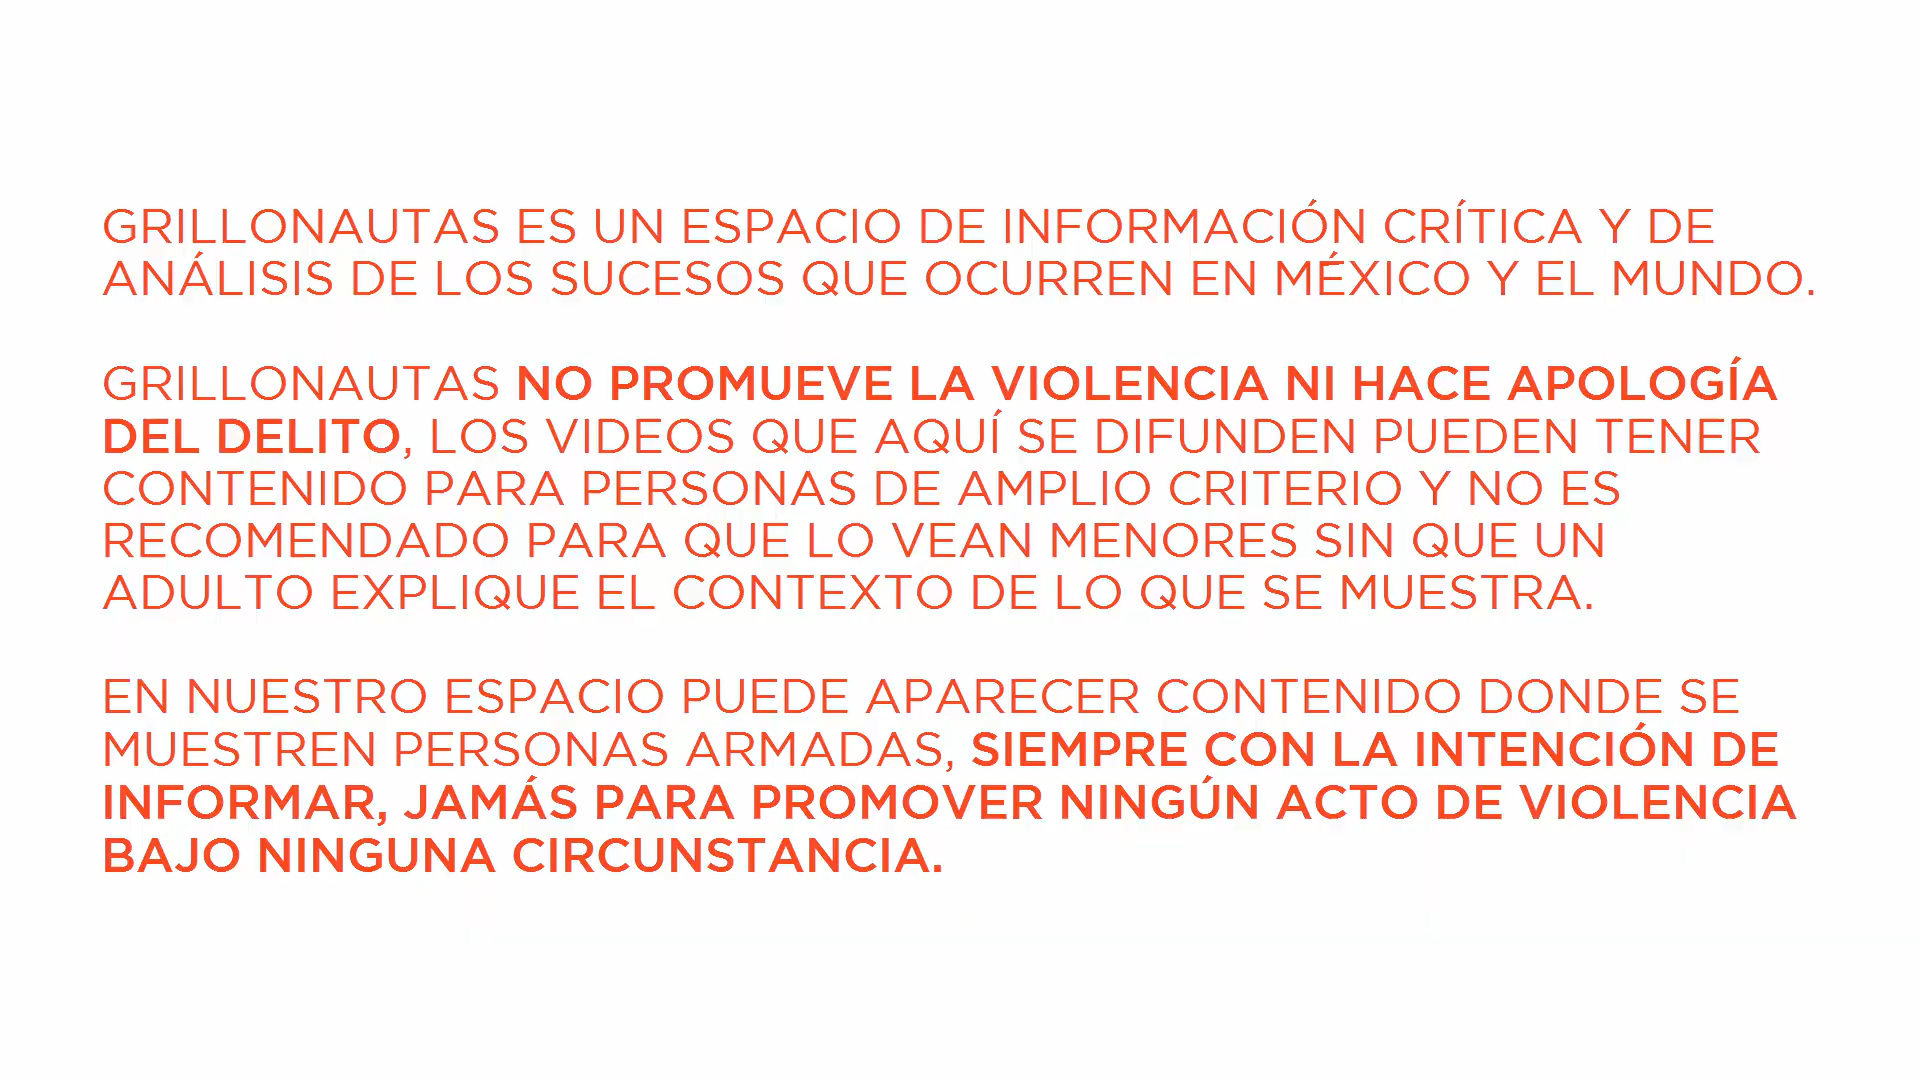 GRILLONAUTAS ES UN ESPACIO DE INFORMACIÓN CRÍTICA Y DE
ANÁLISIS DE LOS SUCESOS QUE OCURREN EN MÉXICO Y EL MUNDO.
GRILLONAUTAS NO PROMUEVE LA VIOLENCIA NI HACE APOLOGÍA
DEL DELITO, LOS VIDEOS QUE AQUÍ SE DIFUNDEN PUEDEN TENER
CONTENIDO PARA PERSONAS DE AMPLIO CRITERIO Y NO ES
RECOMENDADO PARA QUE LO VEAN MENORES SIN QUE UN
ADULTO EXPLIQUE EL CONTEXTO DE LO QUE SE MUESTRA.
EN NUESTRO ESPACIO PUEDE APARECER CONTENIDO DONDE SE
MUESTREN PERSONAS ARMADAS, SIEMPRE CON LA INTENCIÓN DE
INFORMAR, JAMÁS PARA PROMOVER NINGÚN ACTO DE VIOLENCIA
BAJO NINGUNA CIRCUNSTANCIA.